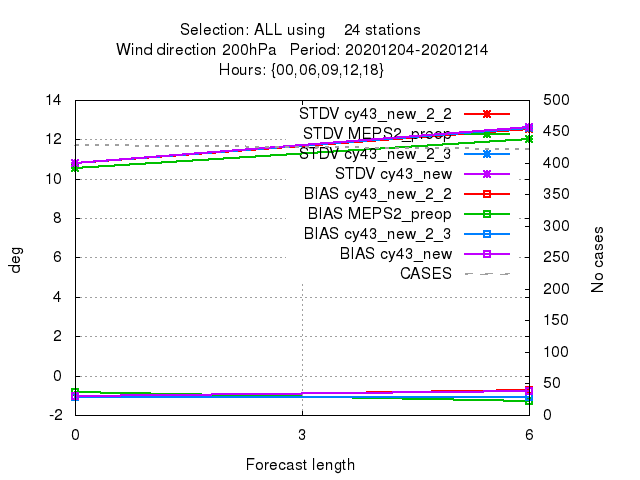 Selection: ALL using    24 stations
Wind direction 200hPa   Period: 20201204-20201214
Hours: {00,06,09,12,18}
14
12
10
8
6
4
2
0
-2
deg
500
450
400
350
300
250
200
150
100
50
0
No cases
STDV cy43_new_2_2
STDV MEPS2_preop
STDV cy43_new_2_3
STDV cy43_new
BIAS cy43_new_2_2
BIAS MEPS2_preop
BIAS cy43_new_2_3
BIAS cy43_new
CASES
0
3
6
Forecast length